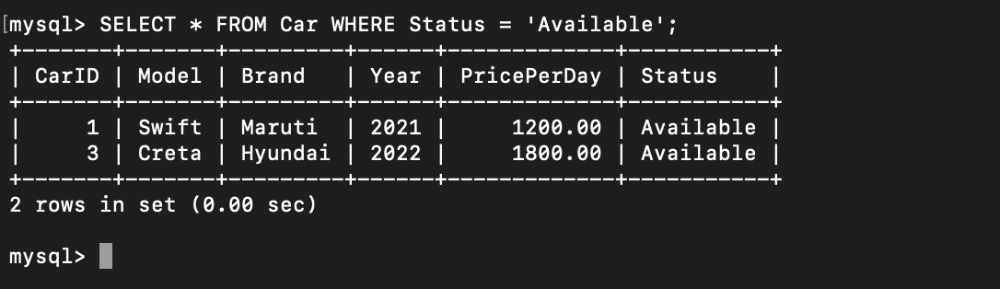 [mysql> SELECT * FROM Car WHERE Status = 'Available';
+-------+-------+---------+------+-------------+-----------+
| CarID | Model | Brand   | Year | PricePerDay | Status    |
+-------+-------+---------+------+-------------+-----------+
|     1 | Swift | Maruti  | 2021 |     1200.00 | Available |
|     3 | Creta | Hyundai | 2022 |     1800.00 | Available |
+-------+-------+---------+------+-------------+-----------+
2 rows in set (0.00 sec)
mysql>